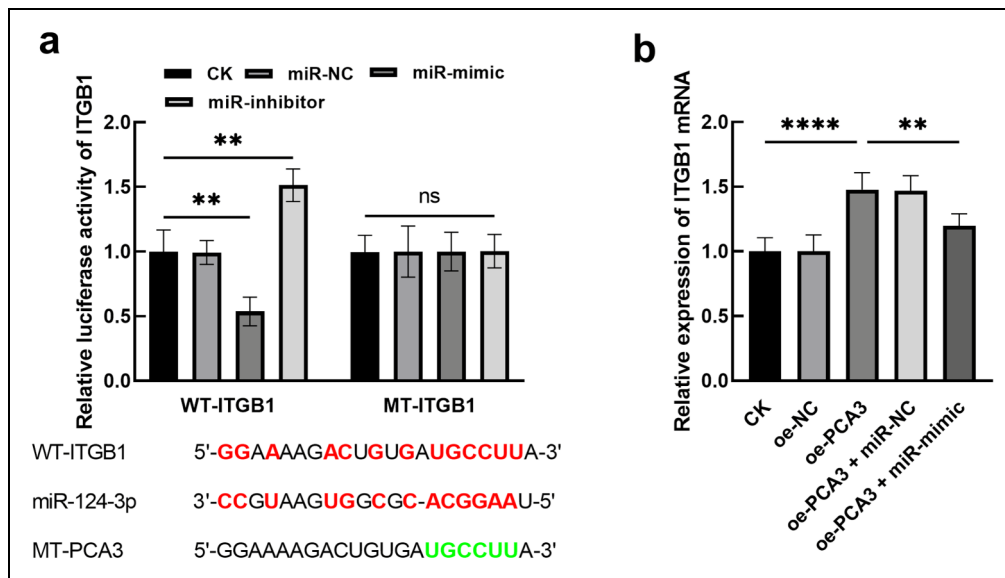 a
CK miR-NC miR-mimic
miR-inhibitor
Relative luciferase activity of ITGB1
2.0
1.5
1.0
0.5
0.0
**
**
ns
WT-ITGB1 MT-ITGB1
WT-ITGB1 5'-GGAAAAGACUGUGAUGCCUUA-3'
miR-124-3p 3'-CCGUAAGUGGCGC-ACGGAAU-5'
MT-PCA3 5'-GGAAAAGACUGUGAUGCCUUA-3'
b
Relative expression of ITGB1 mRNA
2.0
1.5
1.0
0.5
0.0
**** **
CK
oe-NC
oe-PCA3
oe-PCA3 + miR-NC
oe-PCA3 + miR-mimic